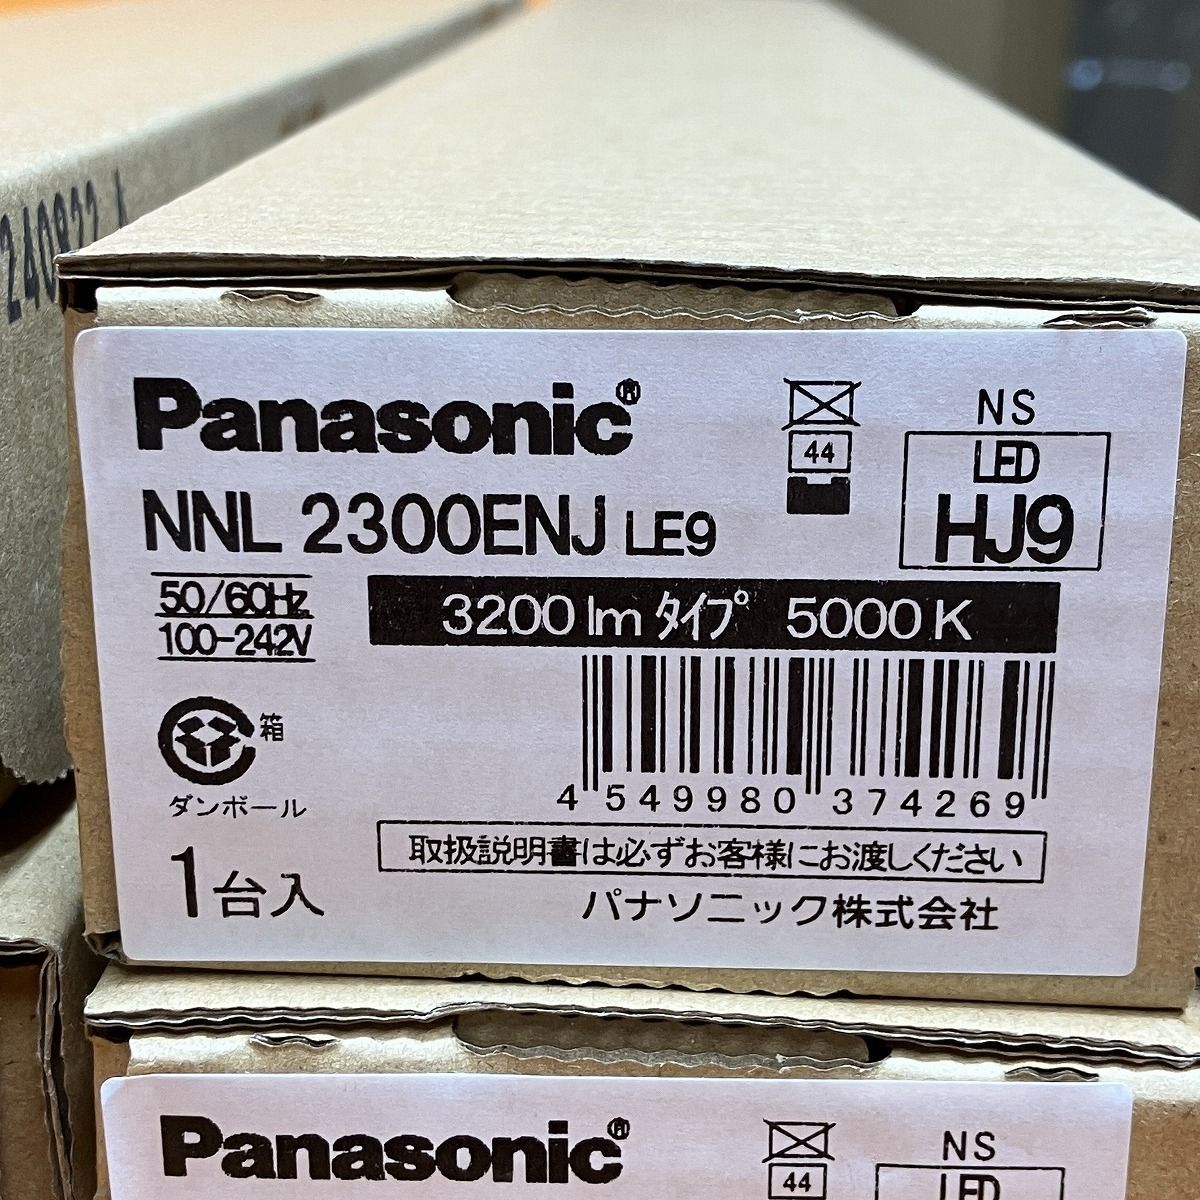 240822
Panasonic®
NS
44
LED
HJ9
NNL 2300ENJ LE9
50/60Hz
100-242V
3200 lm タイプ 5000 K
箱
ダンボール
4 549980 374269
取扱説明書は必ずお客様にお渡しください
1台入
パナソニック株式会社
Panasonic®
NS
44
LED